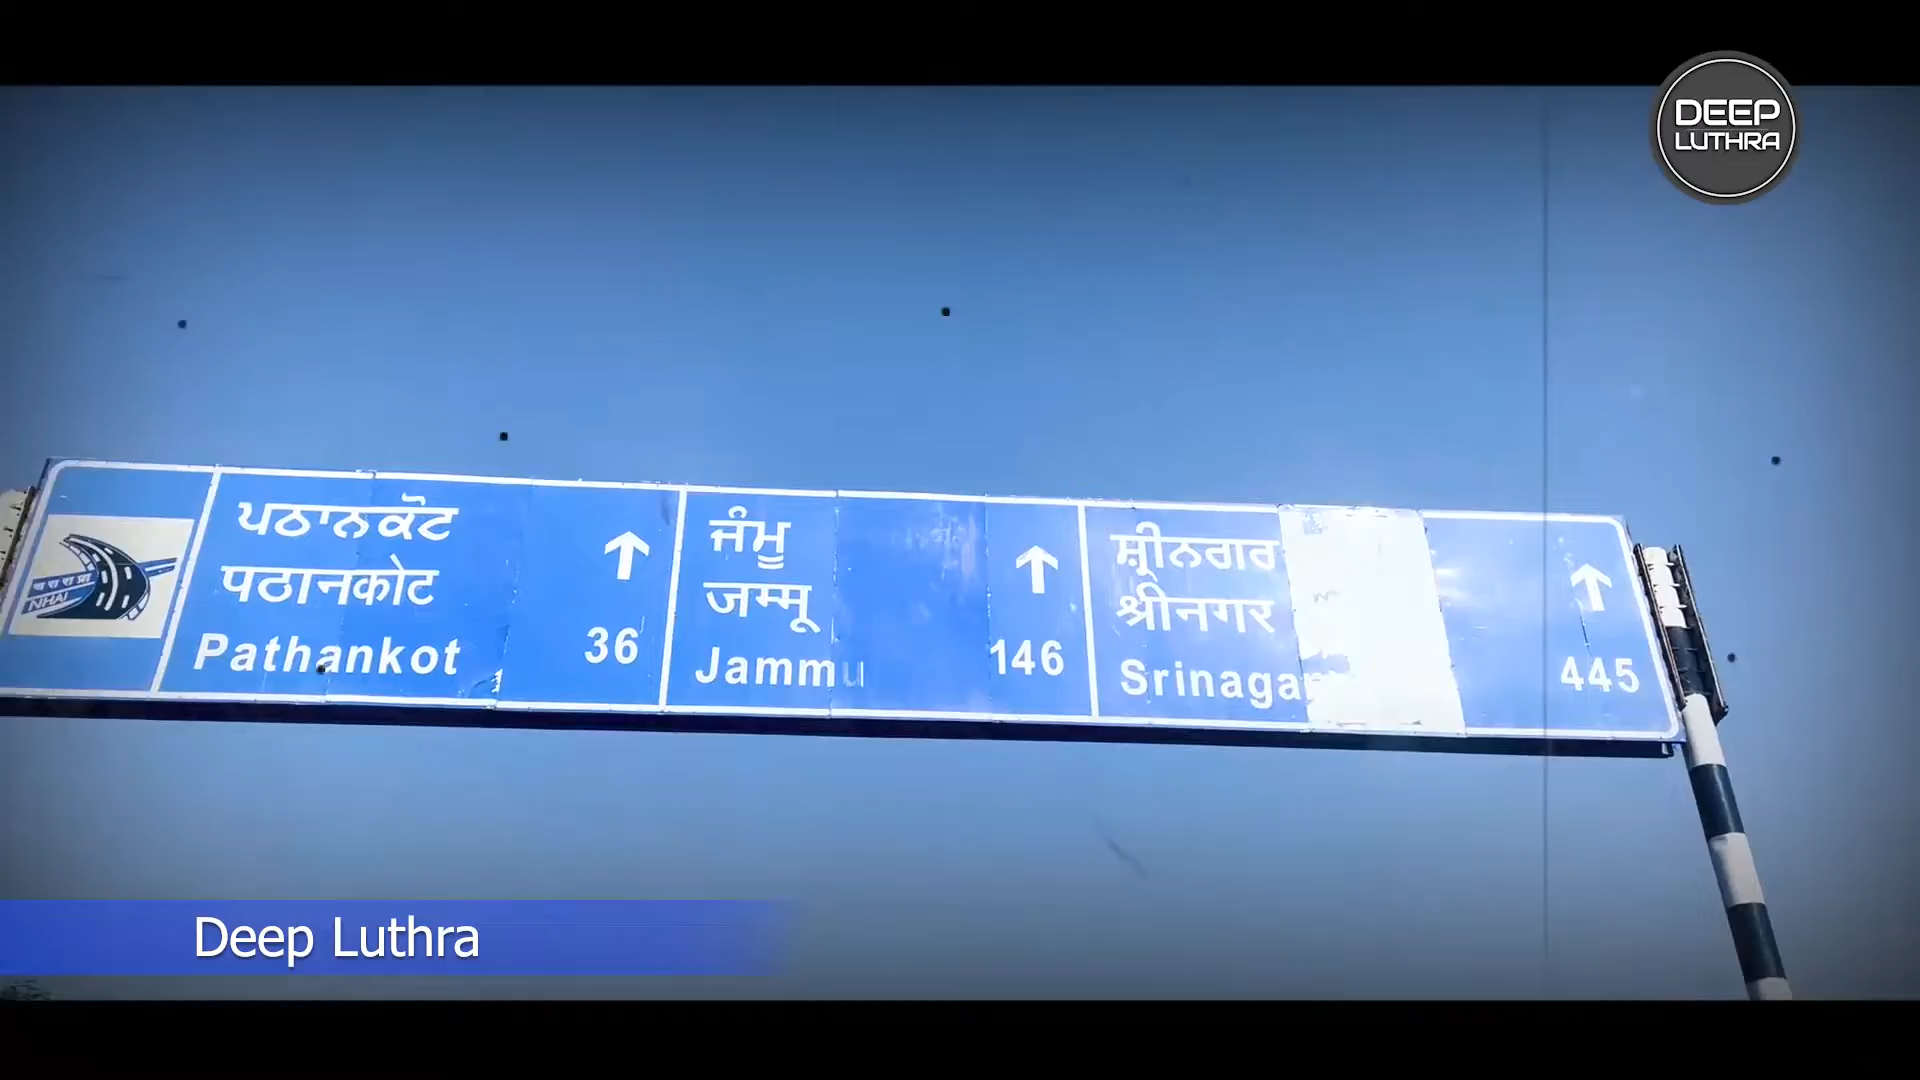 DEEP
LUTHRA
भा रा रा प्रा
NHAI
ਪਠਾਨਕੋਟ
पठानकोट
Pathankot
36
ਜੰਮੂ
जम्मू
Jammu
146
ਸ਼੍ਰੀਨਗਰ
श्रीनगर
Srinagar
445
Deep Luthra